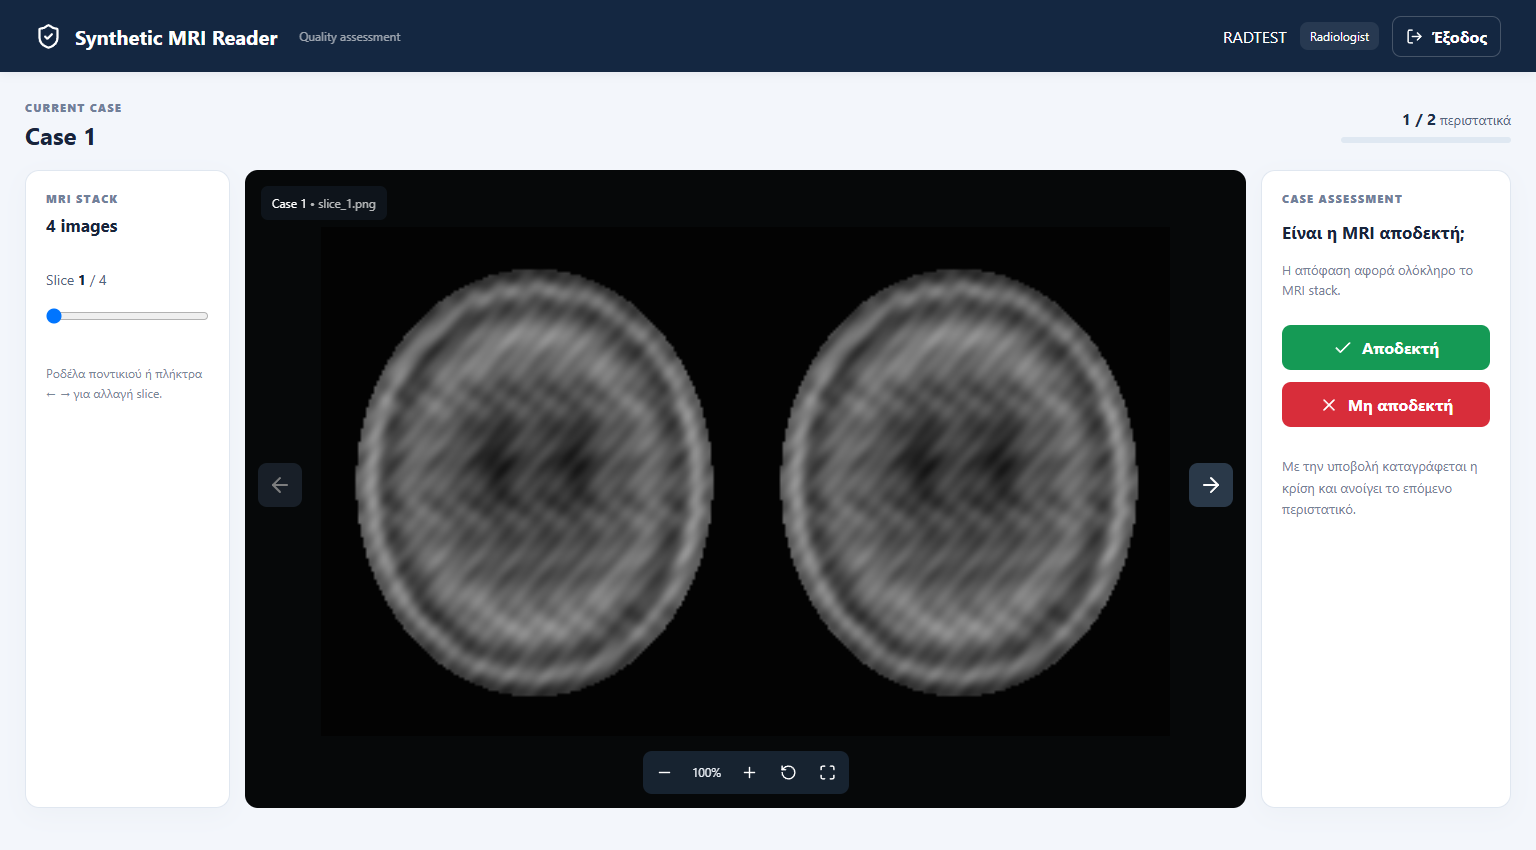 Synthetic MRI Reader
Quality assessment
RADTEST
Radiologist
Έξοδος
CURRENT CASE
Case 1
1 / 2 περιστατικά
MRI STACK
4 images
Slice 1 / 4
Ροδέλα ποντικιού ή πλήκτρα
← → για αλλαγή slice.
Case 1 • slice_1.png
100%
CASE ASSESSMENT
Είναι η MRI αποδεκτή;
Η απόφαση αφορά ολόκληρο το
MRI stack.
Αποδεκτή
Μη αποδεκτή
Με την υποβολή καταγράφεται η
κρίση και ανοίγει το επόμενο
περιστατικό.